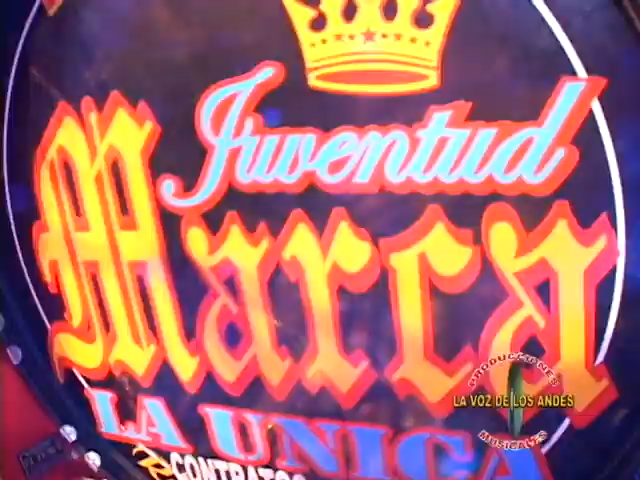 Juventud
Marca
LA UNICA
CONTRATOS
PRODUCCIONES
LA VOZ DE LOS ANDES
MUSICALES